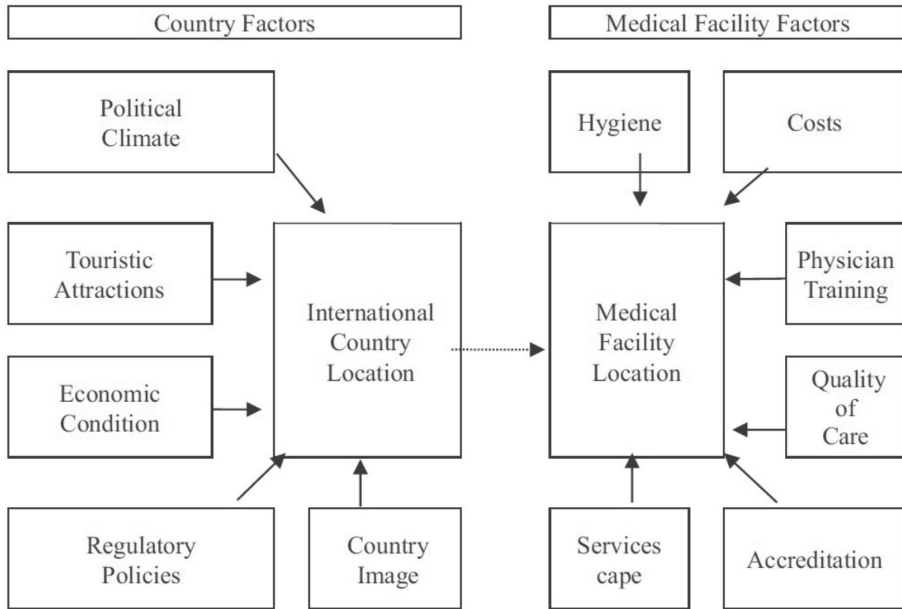 Country Factors
Medical Facility Factors
Political
Climate
Hygiene
Costs
Touristic
Attractions
International
Country
Location
Medical
Facility
Location
Physician
Training
Economic
Condition
Quality
of
Care
Regulatory
Policies
Country
Image
Services
cape
Accreditation